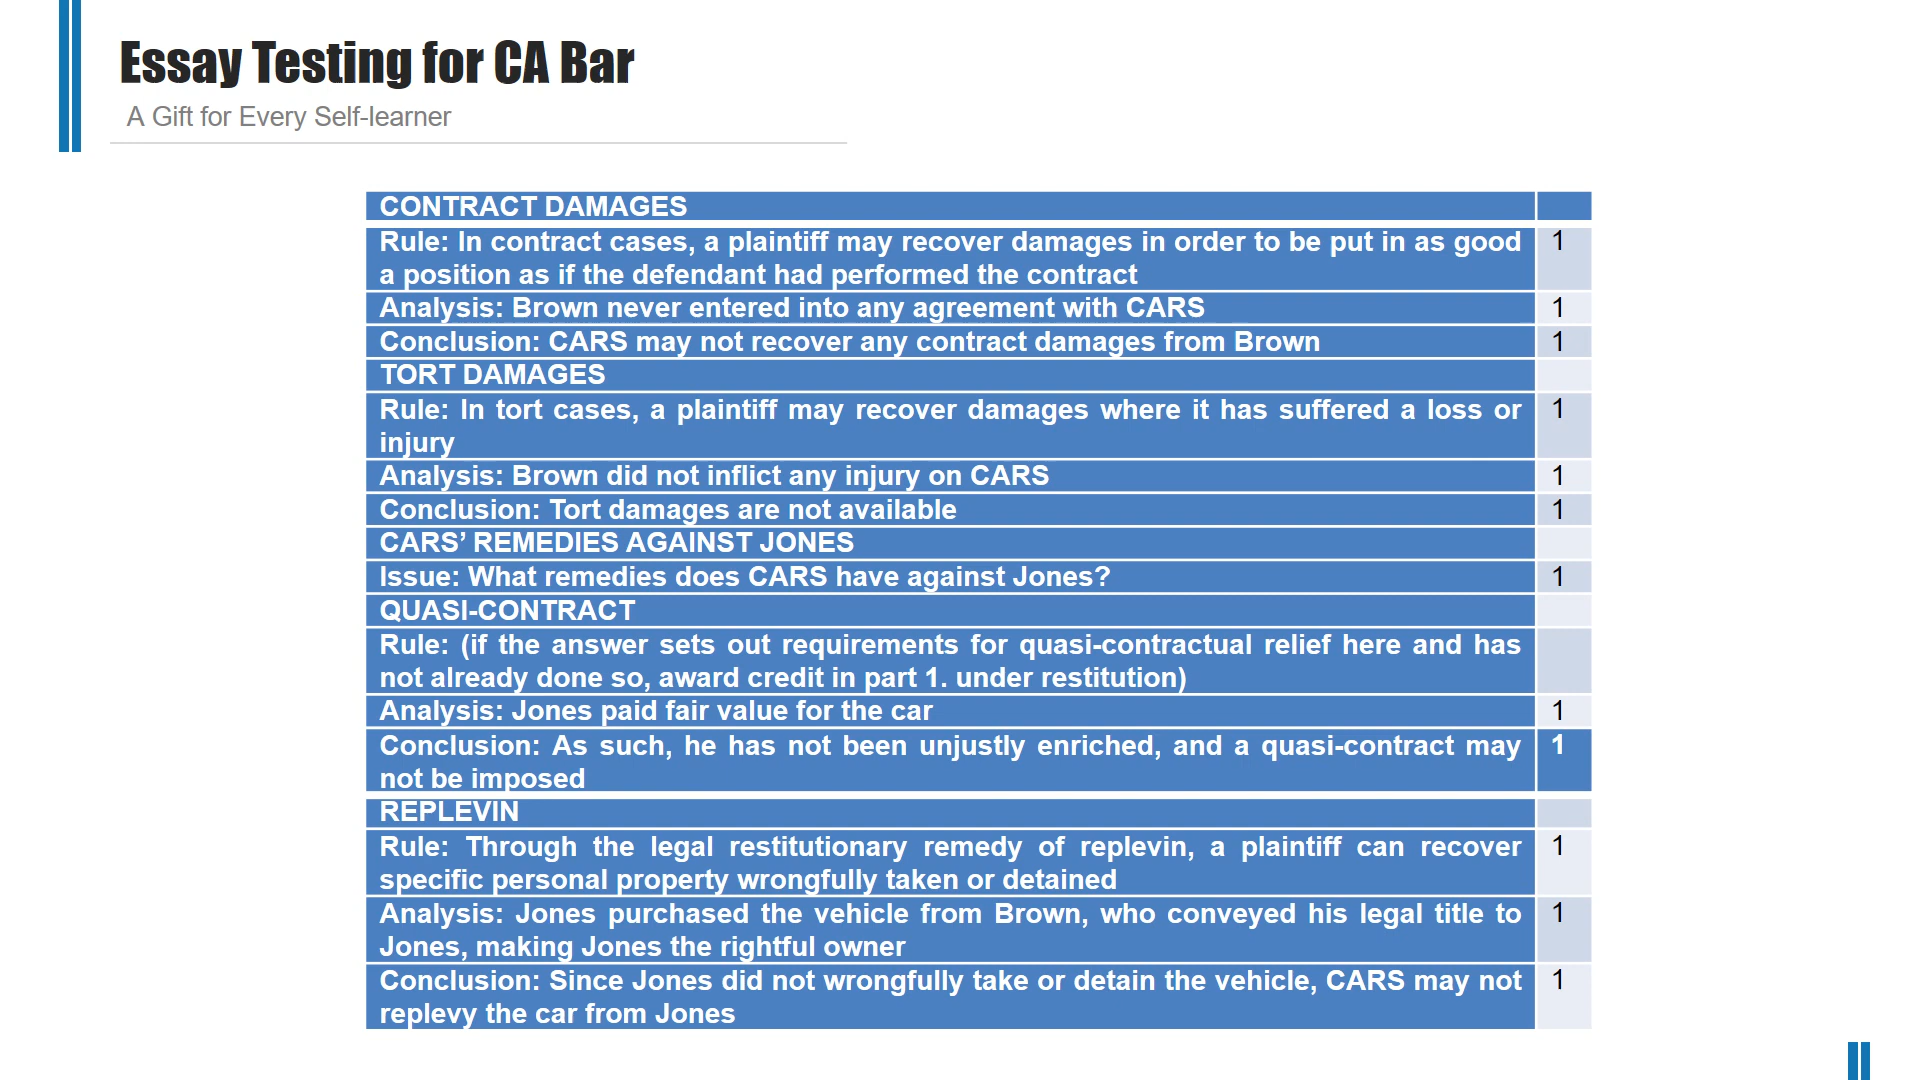 Essay Testing for CA Bar
A Gift for Every Self-learner
CONTRACT DAMAGES
Rule: In contract cases, a plaintiff may recover damages in order to be put in as good 1
a position as if the defendant had performed the contract
Analysis: Brown never entered into any agreement with CARS 1
Conclusion: CARS may not recover any contract damages from Brown 1
TORT DAMAGES
Rule: In tort cases, a plaintiff may recover damages where it has suffered a loss or 1
injury
Analysis: Brown did not inflict any injury on CARS 1
Conclusion: Tort damages are not available 1
CARS’ REMEDIES AGAINST JONES
Issue: What remedies does CARS have against Jones? 1
QUASI-CONTRACT
Rule: (if the answer sets out requirements for quasi-contractual relief here and has
not already done so, award credit in part 1. under restitution)
Analysis: Jones paid fair value for the car 1
Conclusion: As such, he has not been unjustly enriched, and a quasi-contract may 1
not be imposed
REPLEVIN
Rule: Through the legal restitutionary remedy of replevin, a plaintiff can recover 1
specific personal property wrongfully taken or detained
Analysis: Jones purchased the vehicle from Brown, who conveyed his legal title to 1
Jones, making Jones the rightful owner
Conclusion: Since Jones did not wrongfully take or detain the vehicle, CARS may not 1
replevy the car from Jones